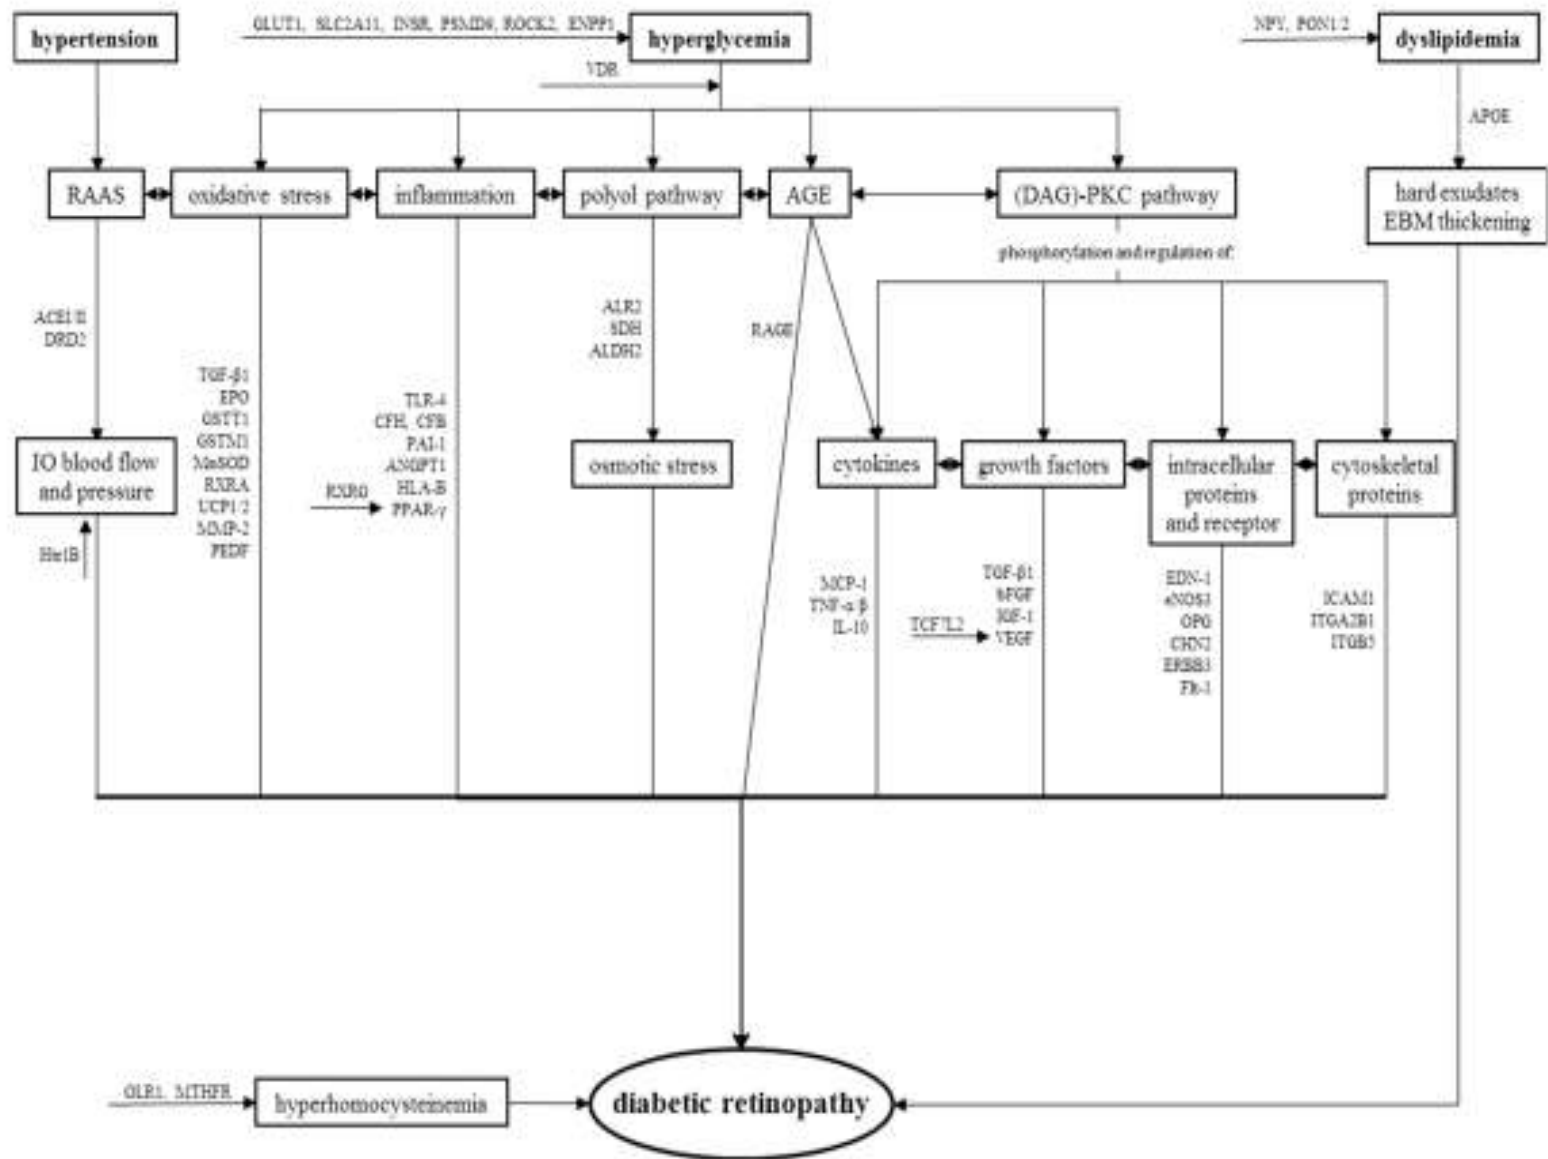 hypertension
GLUT1, SLC2A11, INSR, PSMD9, ROCK2, ENPP1
hyperglycemia
NPY, PON1/2
dyslipidemia
VDR
APOE
RAAS
oxidative stress
inflammation
polyol pathway
AGE
(DAG)-PKC pathway
hard exudates
EBM thickening
phosphorylation and regulation of:
ACE I/II
DRD2
TGF-β1
EPO
GSTT1
GSTM1
MnSOD
RXRA
UCP1/2
MMP-2
PEDF
TLR-4
CFH, CFB
PAI-1
ANGPT1
HLA-B
PPAR-γ
RXRG
ALR2
SDH
ALDH2
RAGE
IO blood flow
and pressure
osmotic stress
cytokines
growth factors
intracellular
proteins
and receptor
cytoskeletal
proteins
Htr1B
MCP-1
TNF-α/β
IL-10
TCF7L2
TGF-β1
bFGF
IGF-1
VEGF
EDN-1
eNOS3
OPG
CHN2
ERBB3
Flt-1
ICAM1
ITGA2B1
ITGB3
OLR1, MTHFR
hyperhomocysteinemia
diabetic retinopathy